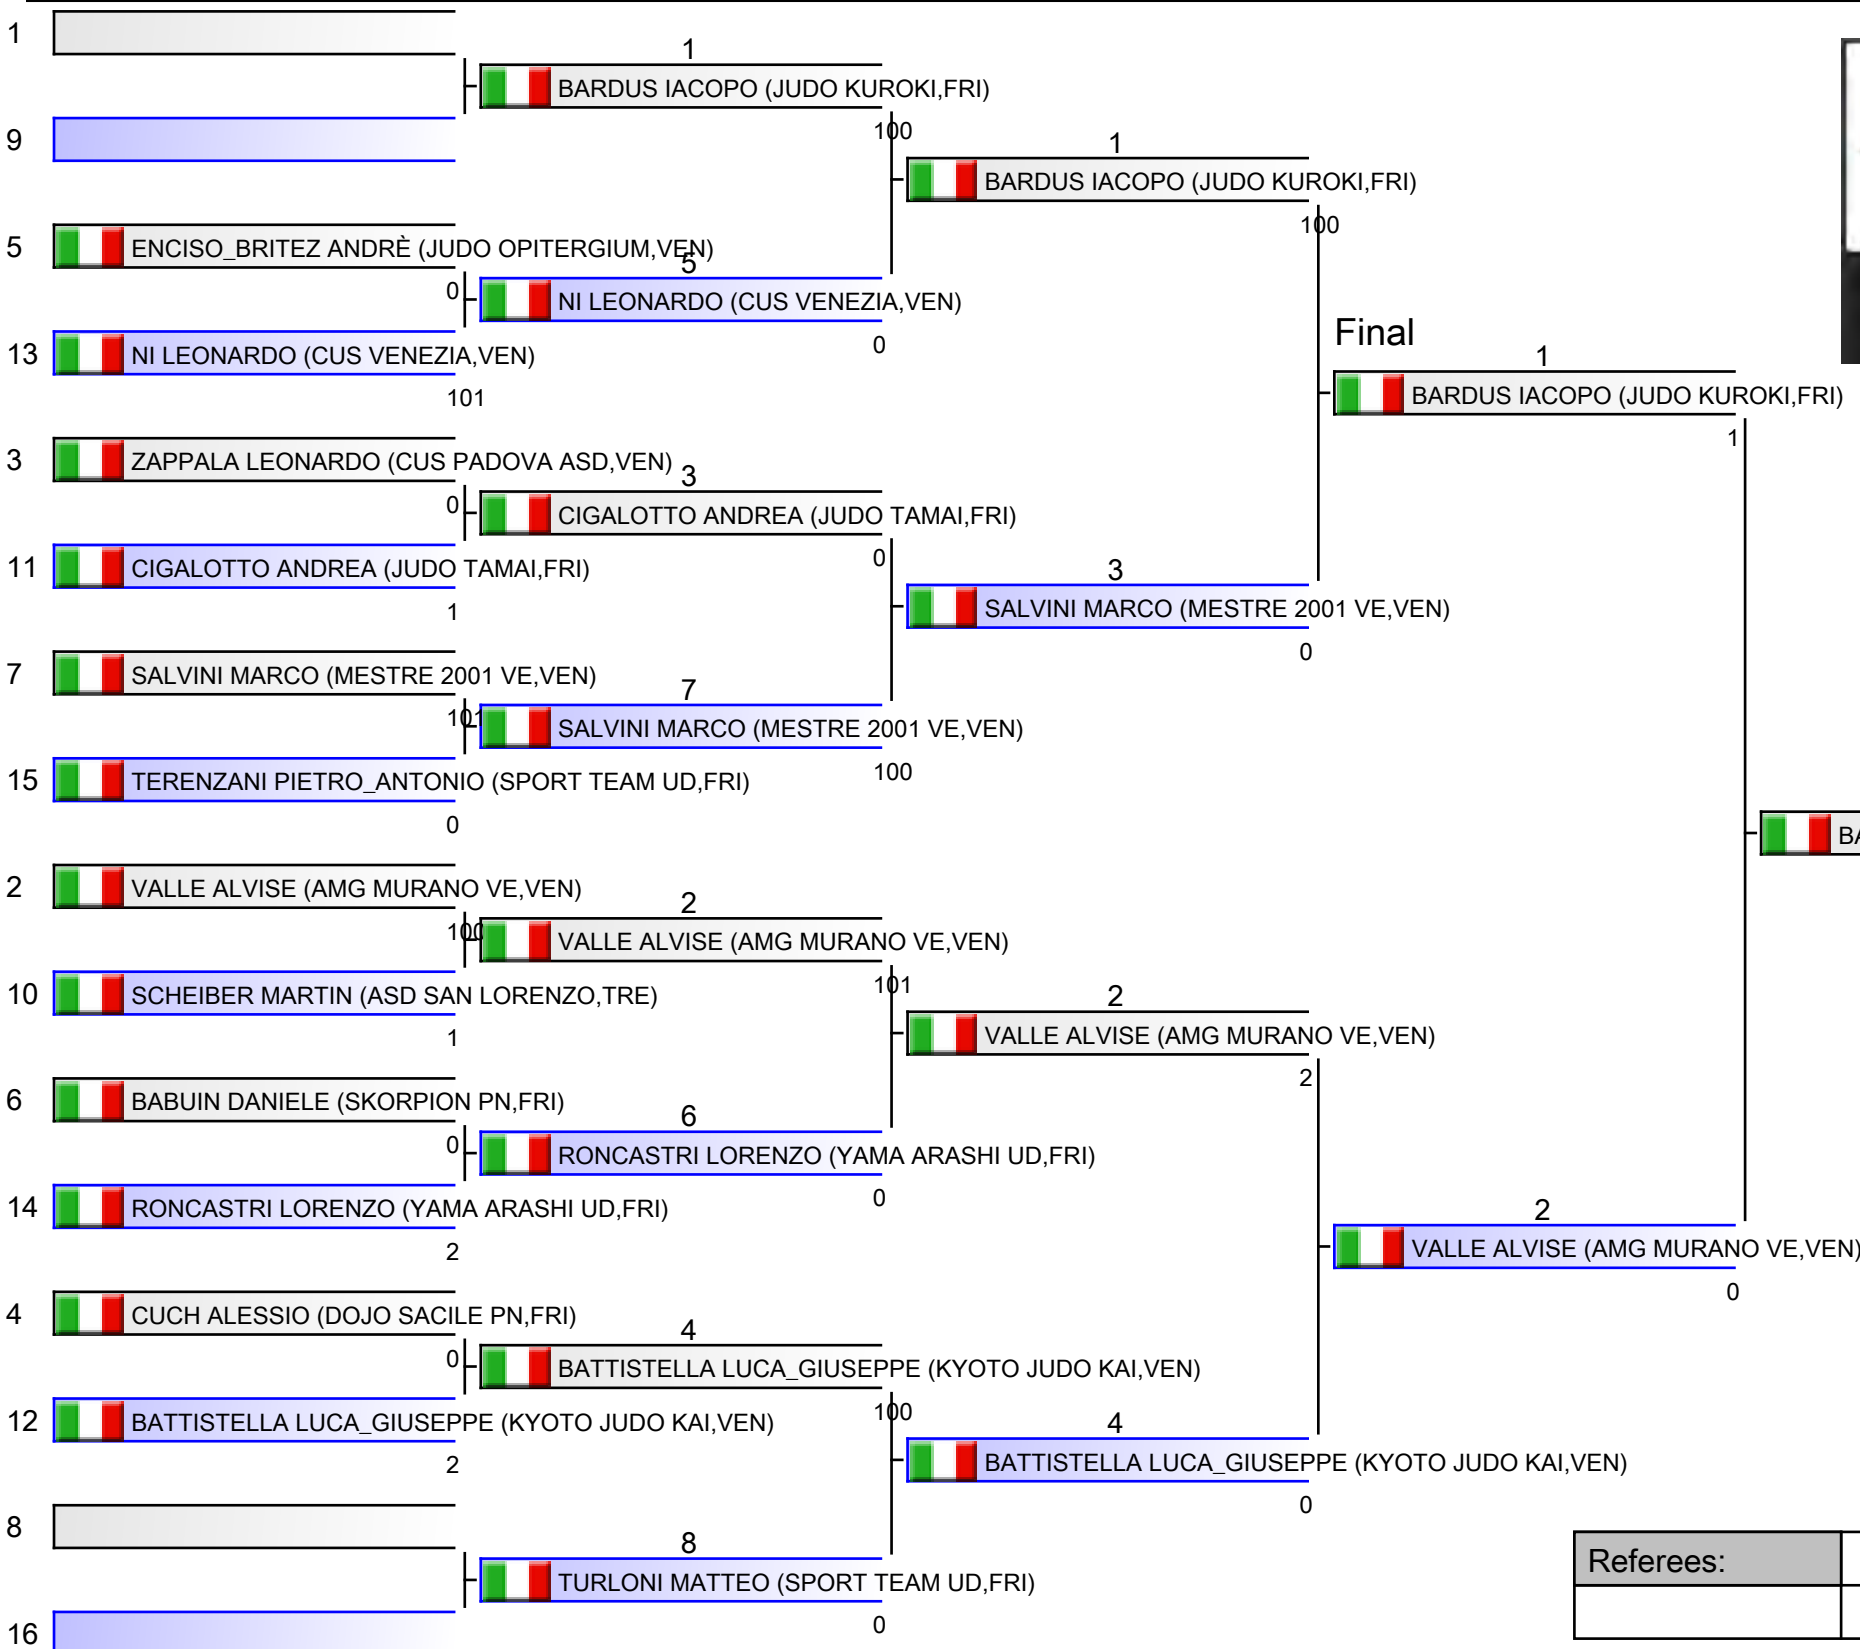 1
1
BARDUS IACOPO (JUDO KUROKI,FRI)
9
100
1
BARDUS IACOPO (JUDO KUROKI,FRI)
100
5
ENCISO_BRITEZ ANDRÈ (JUDO OPITERGIUM,VEN)
5
0
NI LEONARDO (CUS VENEZIA,VEN)
0
13
NI LEONARDO (CUS VENEZIA,VEN)
101
Final
1
BARDUS IACOPO (JUDO KUROKI,FRI)
1
3
ZAPPALA LEONARDO (CUS PADOVA ASD,VEN)
3
0
CIGALOTTO ANDREA (JUDO TAMAI,FRI)
0
11
CIGALOTTO ANDREA (JUDO TAMAI,FRI)
1
3
SALVINI MARCO (MESTRE 2001 VE,VEN)
0
7
SALVINI MARCO (MESTRE 2001 VE,VEN)
7
101
SALVINI MARCO (MESTRE 2001 VE,VEN)
100
15
TERENZANI PIETRO_ANTONIO (SPORT TEAM UD,FRI)
0
BA
2
VALLE ALVISE (AMG MURANO VE,VEN)
2
100
VALLE ALVISE (AMG MURANO VE,VEN)
101
10
SCHEIBER MARTIN (ASD SAN LORENZO,TRE)
1
2
VALLE ALVISE (AMG MURANO VE,VEN)
2
6
BABUIN DANIELE (SKORPION PN,FRI)
6
0
RONCASTRI LORENZO (YAMA ARASHI UD,FRI)
0
14
RONCASTRI LORENZO (YAMA ARASHI UD,FRI)
2
2
VALLE ALVISE (AMG MURANO VE,VEN)
0
4
CUCH ALESSIO (DOJO SACILE PN,FRI)
4
0
BATTISTELLA LUCA_GIUSEPPE (KYOTO JUDO KAI,VEN)
100
12
BATTISTELLA LUCA_GIUSEPPE (KYOTO JUDO KAI,VEN)
2
4
BATTISTELLA LUCA_GIUSEPPE (KYOTO JUDO KAI,VEN)
0
8
8
TURLONI MATTEO (SPORT TEAM UD,FRI)
0
16
Referees: